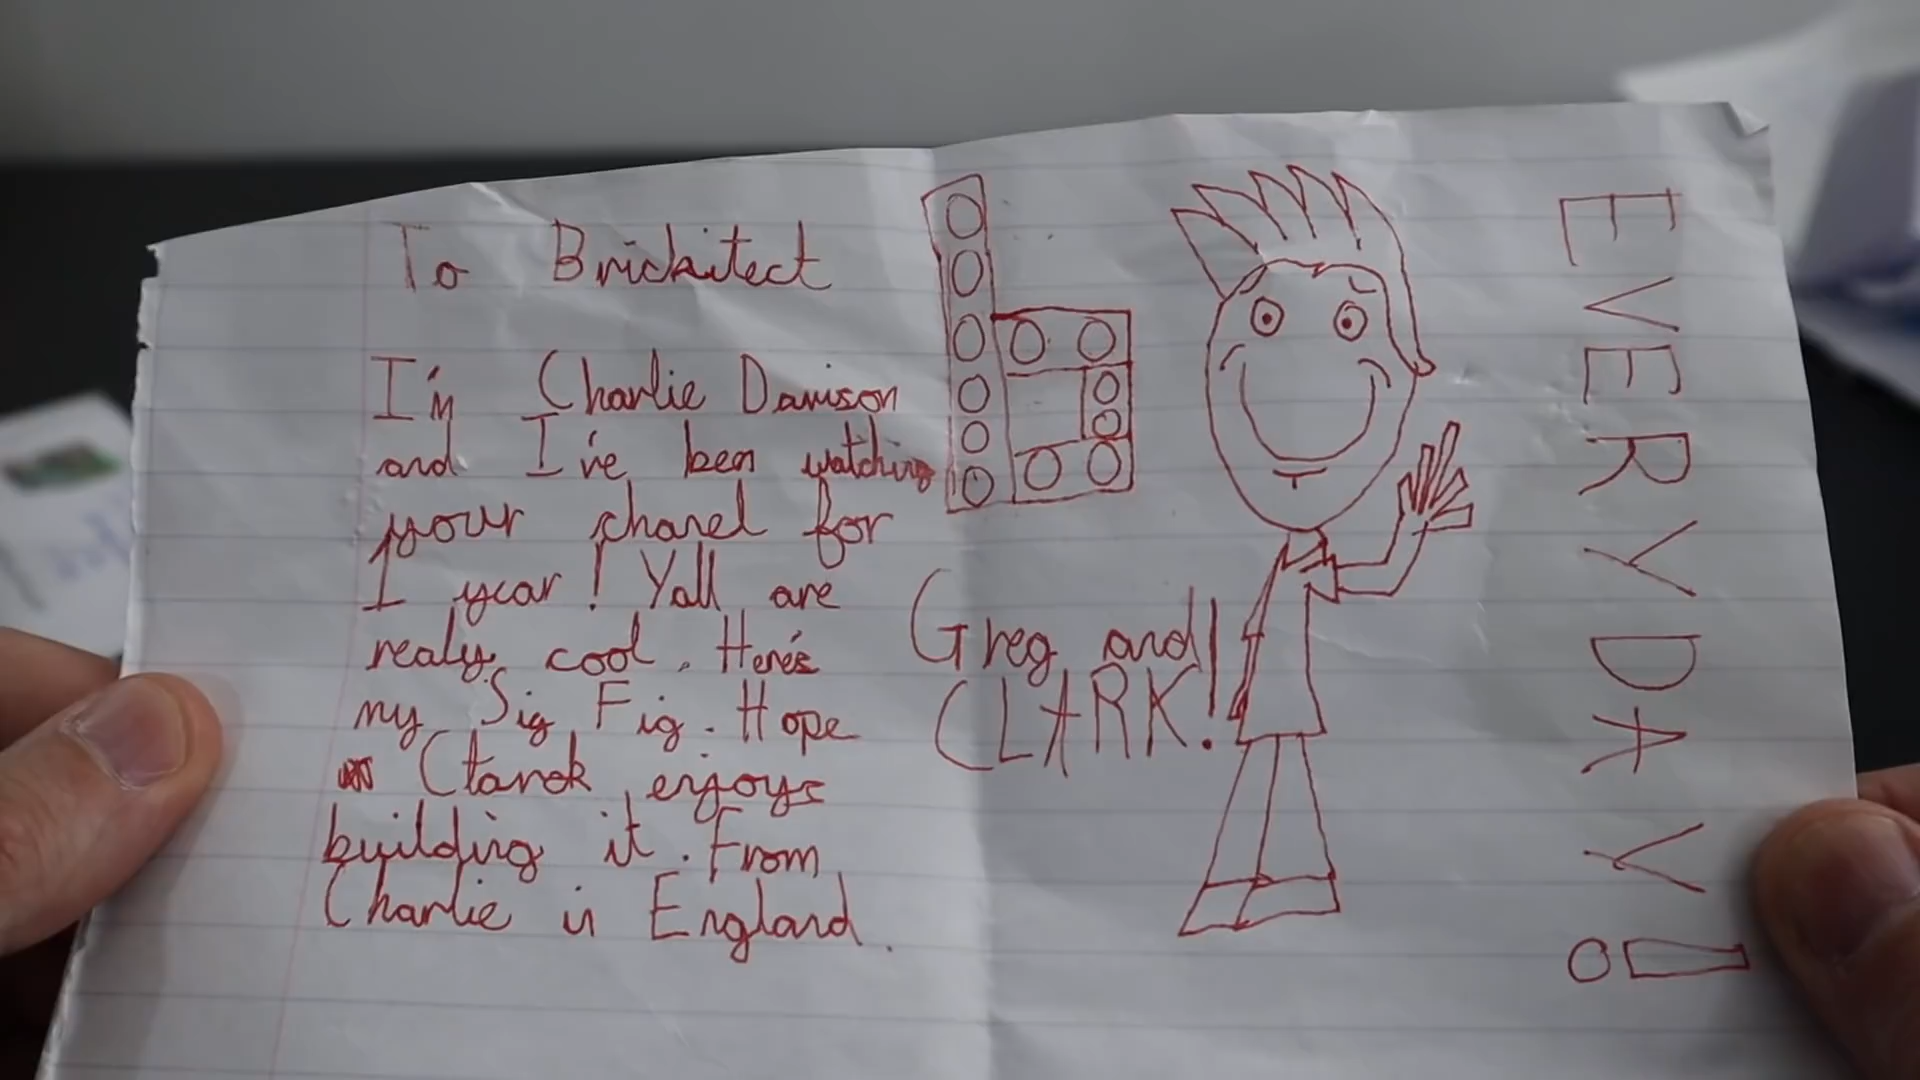 To Brickitect
I'm Charlie Davison
and I've been watching
your chanel for
1 year! Yall are
realy cool. Here's
my Sig Fig. Hope
Clarck enjoys
building it. From
Charlie in England.
Greg and
CLARK!
EVERYDAY!